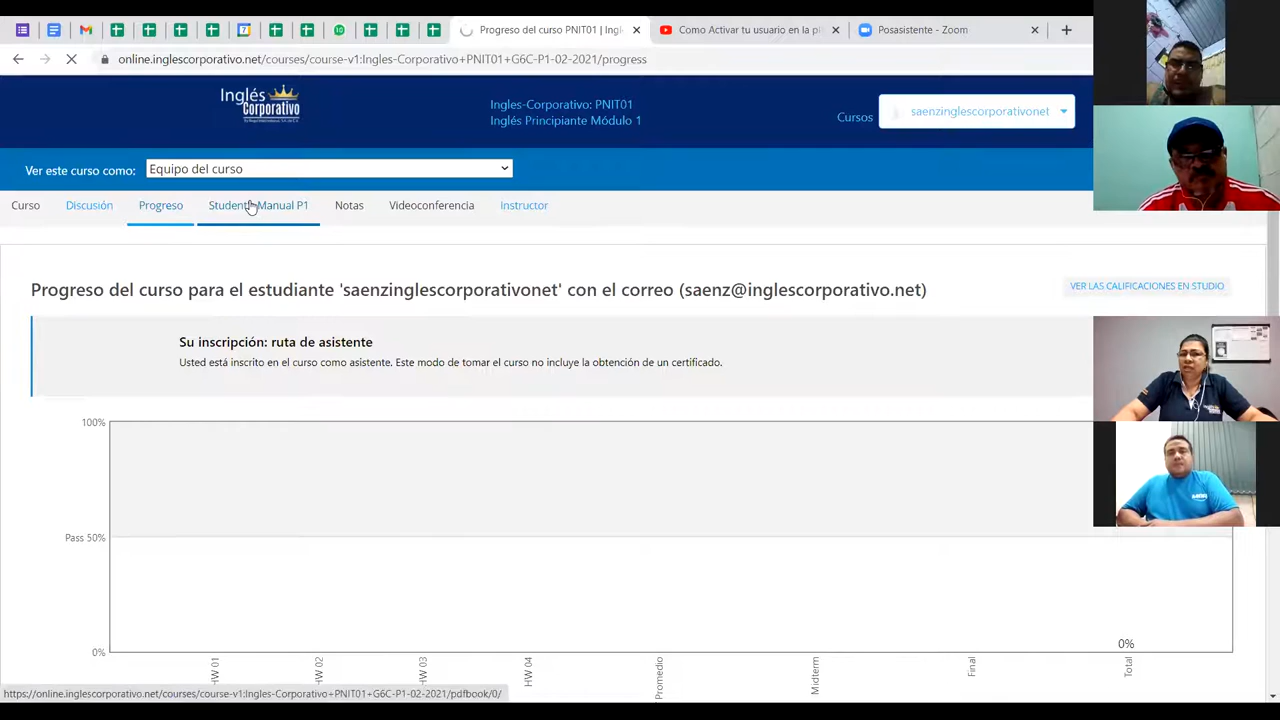 Progreso del curso PNIT01 | Ingl
Como Activar tu usuario en la pl
Posasistente - Zoom
online.inglescorporativo.net/courses/course-v1:Ingles-Corporativo+PNIT01+G6C-P1-02-2021/progress
Inglés
Corporativo
Ingles-Corporativo: PNIT01
Inglés Principiante Módulo 1
Cursos
saenzinglescorporativonet
Ver este curso como:
Equipo del curso
Curso
Discusión
Progreso
Student Manual P1
Notas
Videoconferencia
Instructor
Progreso del curso para el estudiante 'saenzinglescorporativonet' con el correo (saenz@inglescorporativo.net)
VER LAS CALIFICACIONES EN STUDIO
Su inscripción: ruta de asistente
Usted está inscrito en el curso como asistente. Este modo de tomar el curso no incluye la obtención de un certificado.
100%
Pass 50%
0%
0%
HW 01
HW 02
HW 03
HW 04
Promedio
Midterm
Final
Total
https://online.inglescorporativo.net/courses/course-v1:Ingles-Corporativo+PNIT01+G6C-P1-02-2021/pdfbook/0/